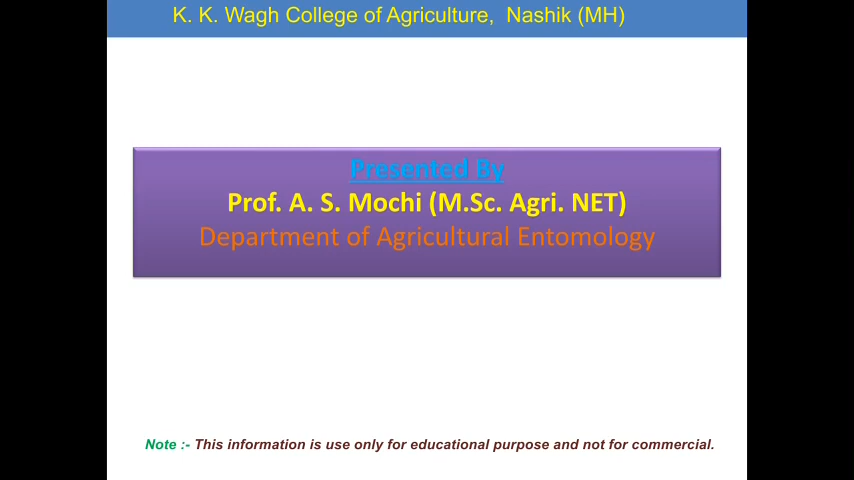 K. K. Wagh College of Agriculture,  Nashik (MH)
Presented By
Prof. A. S. Mochi (M.Sc. Agri. NET)
Department of Agricultural Entomology
Note :- This information is use only for educational purpose and not for commercial.